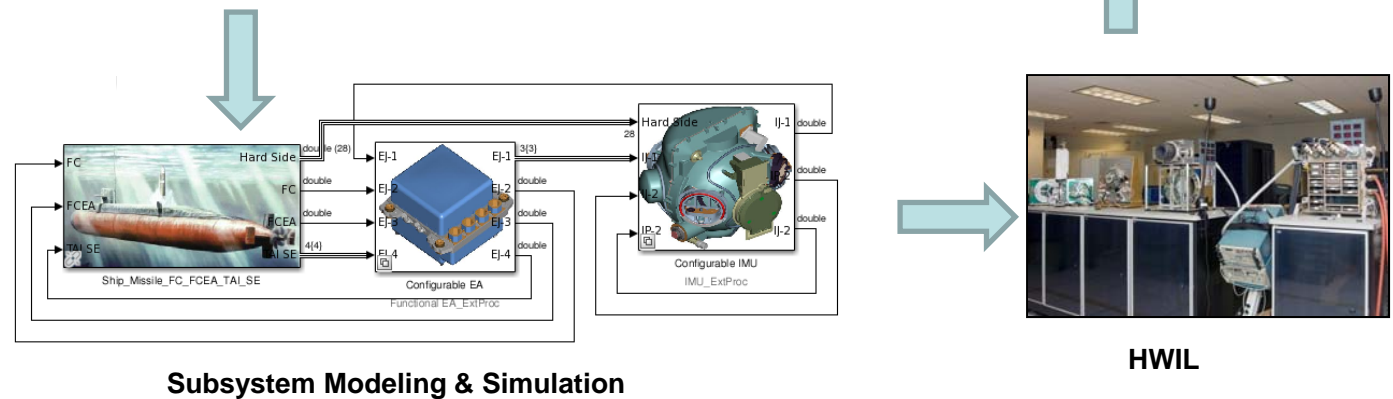 FC
FCEA
TAI SE
Hard Side
FC
FCEA
TAI SE
Ship_Missile_FC_FCEA_TAI_SE
double (28)
double
double
4{4}
EJ-1
EJ-2
EJ-3
EJ-4
EJ-1
EJ-2
EJ-3
EJ-4
Configurable EA
Functional EA_ExtProc
3{3}
double
double
double
28
Hard Side
IJ-1
IJ-2
IP-2
IJ-1
IJ-2
Configurable IMU
IMU_ExtProc
double
double
double
Subsystem Modeling & Simulation
HWIL